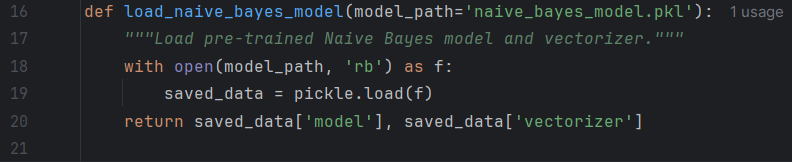 16 def load_naive_bayes_model(model_path='naive_bayes_model.pkl'): 1 usage
17     """Load pre-trained Naive Bayes model and vectorizer."""
18     with open(model_path, 'rb') as f:
19         saved_data = pickle.load(f)
20     return saved_data['model'], saved_data['vectorizer']
21